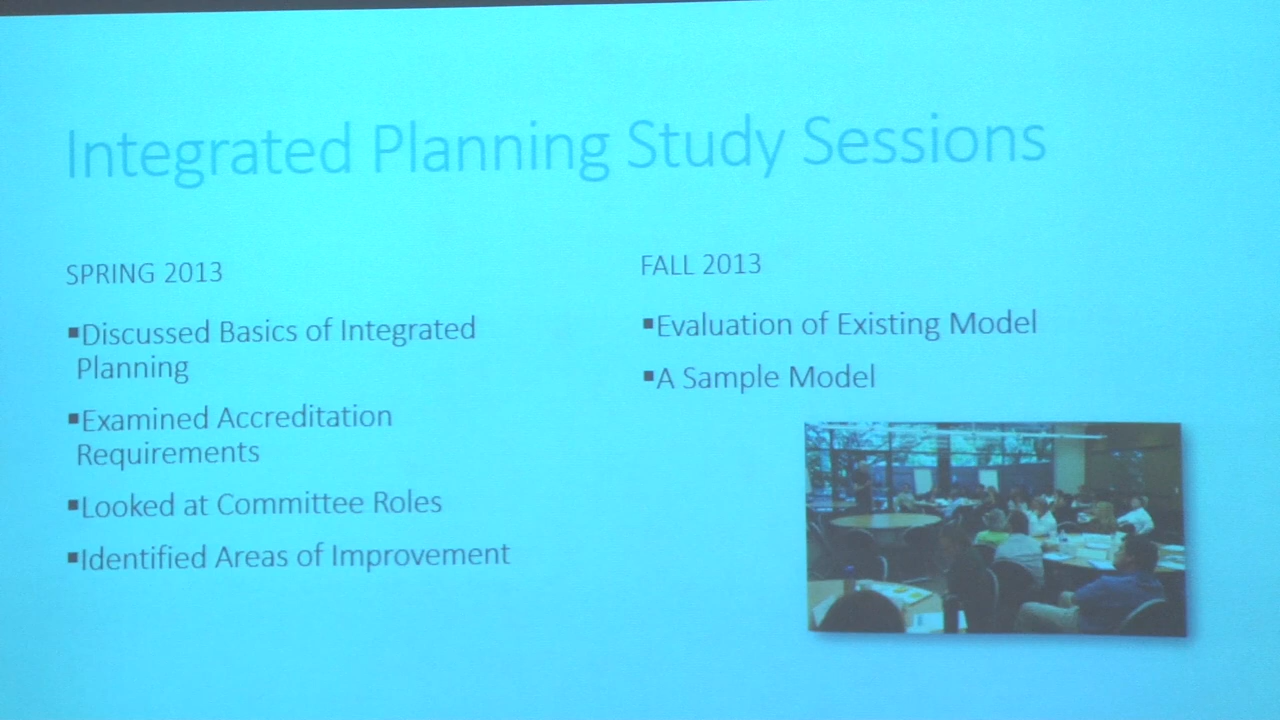 Integrated Planning Study Sessions
SPRING 2013
▪Discussed Basics of Integrated
Planning
▪Examined Accreditation
Requirements
▪Looked at Committee Roles
▪Identified Areas of Improvement
FALL 2013
▪Evaluation of Existing Model
▪A Sample Model